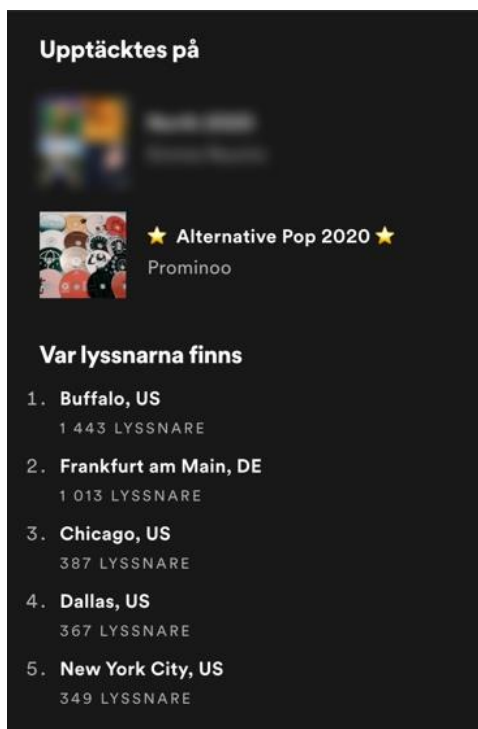 Upptäcktes på
⭐ Alternative Pop 2020 ⭐
Prominoo
Var lyssnarna finns
1. Buffalo, US
1 443 LYSSNARE
2. Frankfurt am Main, DE
1 013 LYSSNARE
3. Chicago, US
387 LYSSNARE
4. Dallas, US
367 LYSSNARE
5. New York City, US
349 LYSSNARE